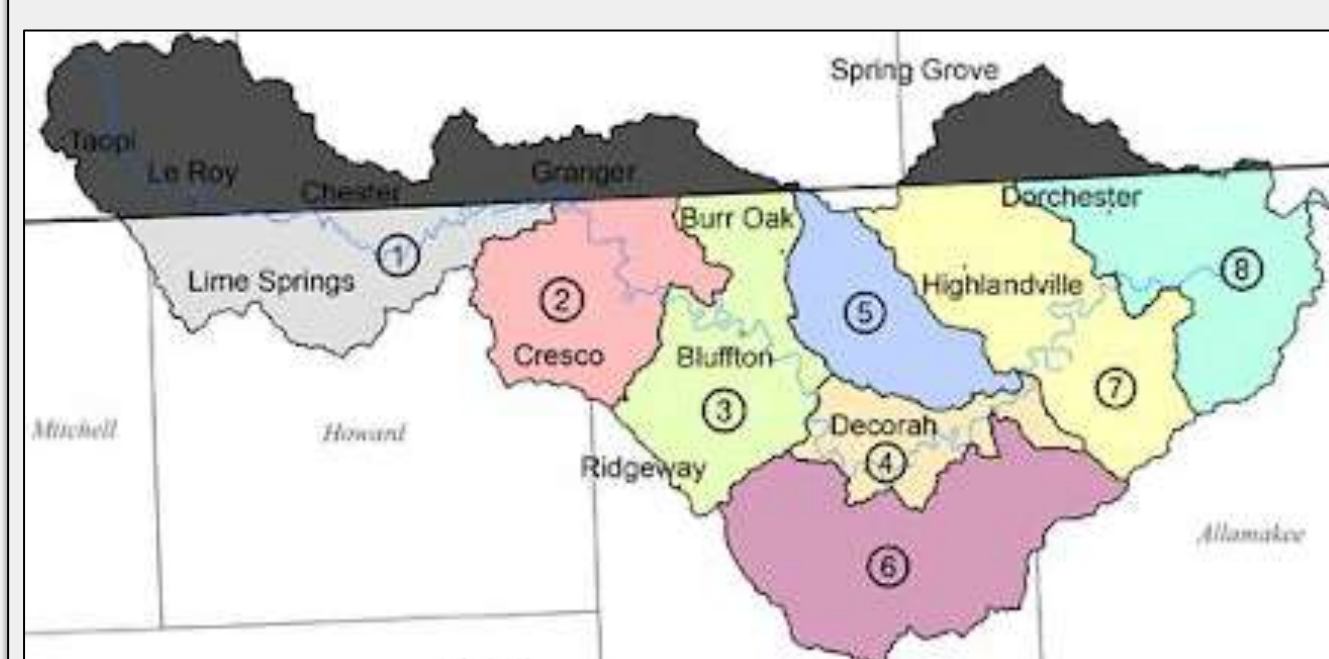 Spring Grove
Taopi
Le Roy
Chester
Granger
Dorchester
Burr Oak
Lime Springs
1
2
Highlandville
8
5
Cresco
Bluffton
7
3
Mitchell
Howard
Decorah
4
Ridgeway
Allamakee
6